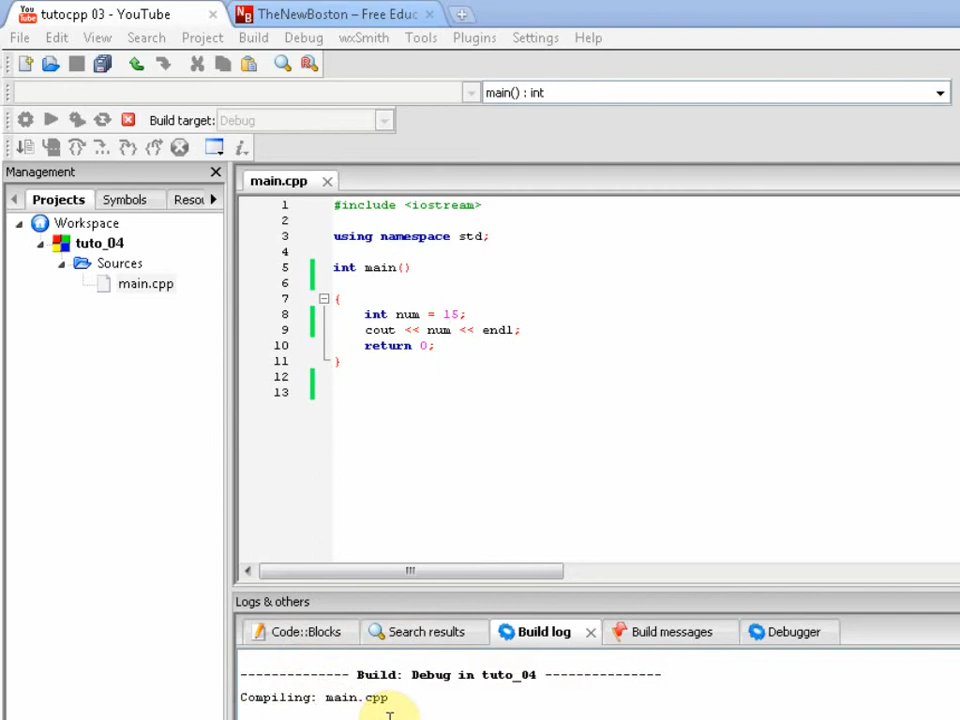 You Tube tutocpp 03 - YouTube
NB TheNewBoston – Free Educ
File Edit View Search Project Build Debug wxSmith Tools Plugins Settings Help
main() : int
Build target: Debug
Management
Projects Symbols Resou
Workspace
tuto_04
Sources
main.cpp
main.cpp
1 #include <iostream>
2
3 using namespace std;
4
5 int main()
6
7 {
8 int num = 15;
9 cout << num << endl;
10 return 0;
11 }
12
13
Logs & others
Code::Blocks Search results Build log Build messages Debugger
-------------- Build: Debug in tuto_04 ---------------
Compiling: main.cpp